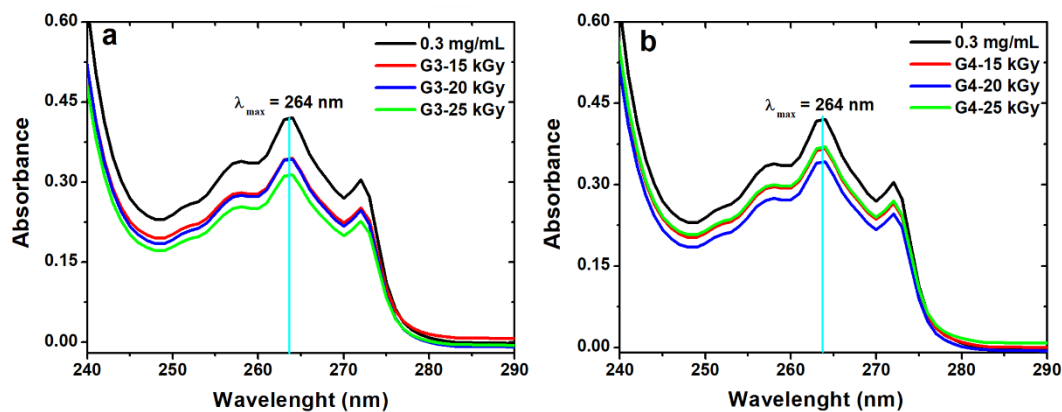 a
0.3 mg/mL
G3-15 kGy
G3-20 kGy
G3-25 kGy
λmax = 264 nm
Absorbance
0.60
0.45
0.30
0.15
0.00
240 250 260 270 280 290
Wavelenght (nm)
b
0.3 mg/mL
G4-15 kGy
G4-20 kGy
G4-25 kGy
λmax = 264 nm
Absorbance
0.60
0.45
0.30
0.15
0.00
240 250 260 270 280 290
Wavelenght (nm)